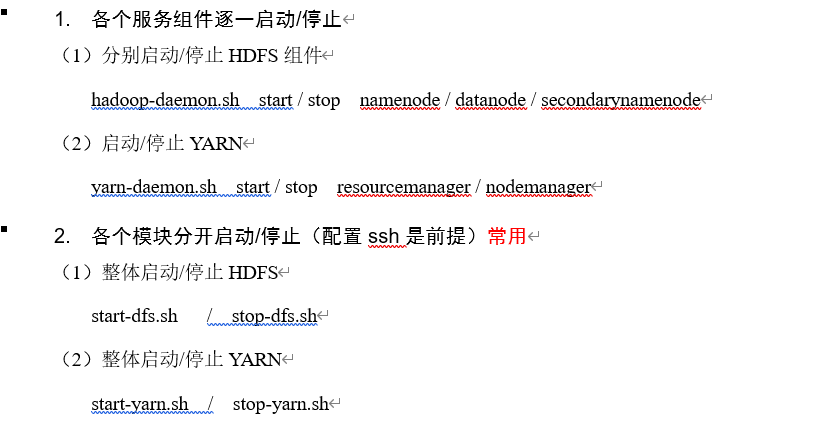 1. 各个服务组件逐一启动/停止
（1）分别启动/停止 HDFS 组件
hadoop-daemon.sh start / stop namenode / datanode / secondarynamenode
（2）启动/停止 YARN
yarn-daemon.sh start / stop resourcemanager / nodemanager
2. 各个模块分开启动/停止（配置 ssh 是前提）常用
（1）整体启动/停止 HDFS
start-dfs.sh / stop-dfs.sh
（2）整体启动/停止 YARN
start-yarn.sh / stop-yarn.sh